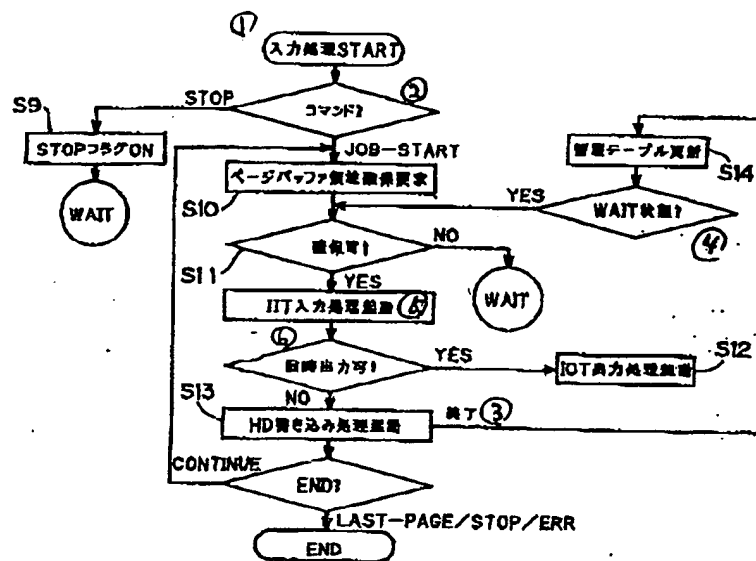 ①
入力処理START
②
コマンド?
STOP
S9
STOPフラグON
WAIT
JOB-START
ページバッファ領域確保要求
S10
管理テーブル更新
S14
YES
WAIT状態?
④
確保可?
S11
NO
WAIT
YES
IIT入力処理起動
⑤
⑥
同時出力可?
YES
S12
IOT出力処理起動
NO
S13
HD書き込み処理起動
終了
③
CONTINUE
END?
LAST-PAGE/STOP/ERR
END